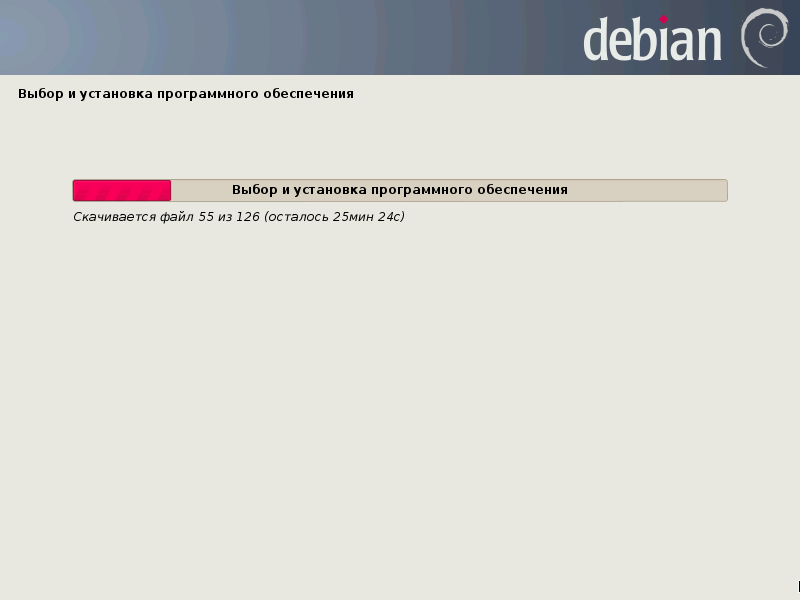 debian
Выбор и установка программного обеспечения
Выбор и установка программного обеспечения
Скачивается файл 55 из 126 (осталось 25мин 24с)